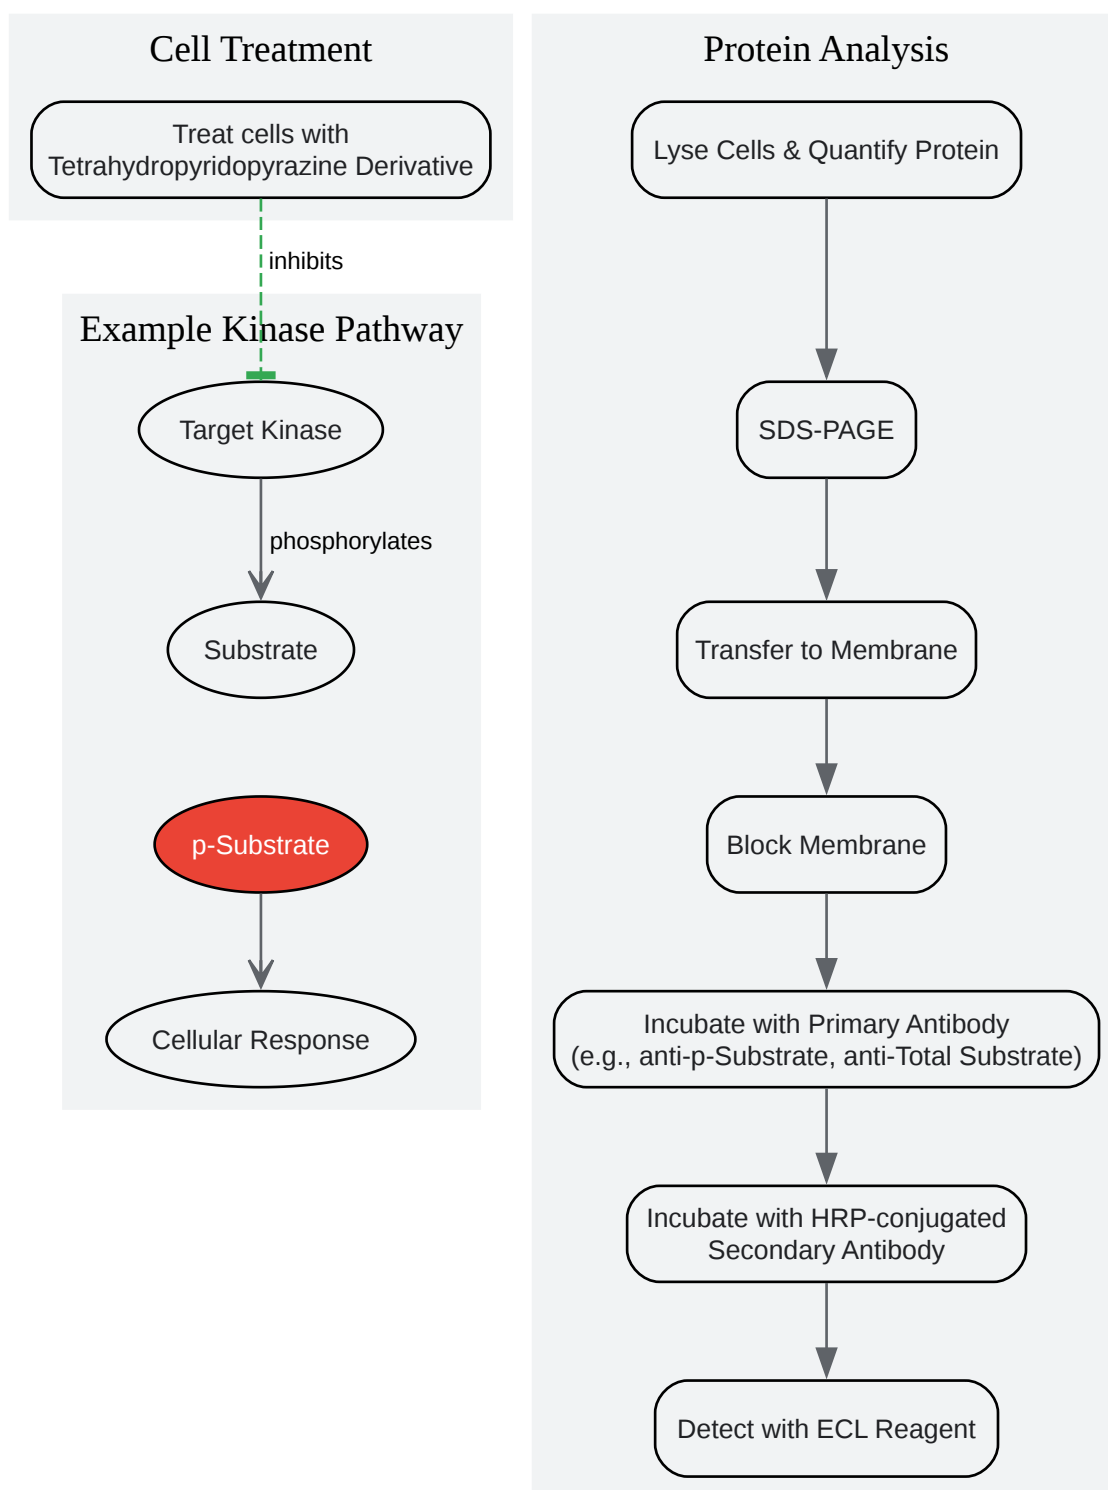 Cell Treatment
Treat cells with
Tetrahydropyridopyrazine Derivative
inhibits
Example Kinase Pathway
Target Kinase
phosphorylates
Substrate
p-Substrate
Cellular Response
Protein Analysis
Lyse Cells & Quantify Protein
SDS-PAGE
Transfer to Membrane
Block Membrane
Incubate with Primary Antibody
(e.g., anti-p-Substrate, anti-Total Substrate)
Incubate with HRP-conjugated
Secondary Antibody
Detect with ECL Reagent